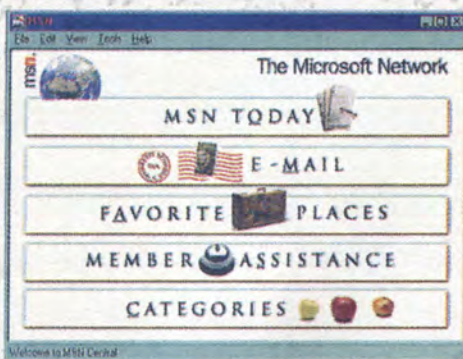 MSN
File Edit View Tools Help
msn.
The Microsoft Network
MSN TODAY
E-MAIL
FAVORITE PLACES
MEMBER ASSISTANCE
CATEGORIES
Welcome to MSN Central